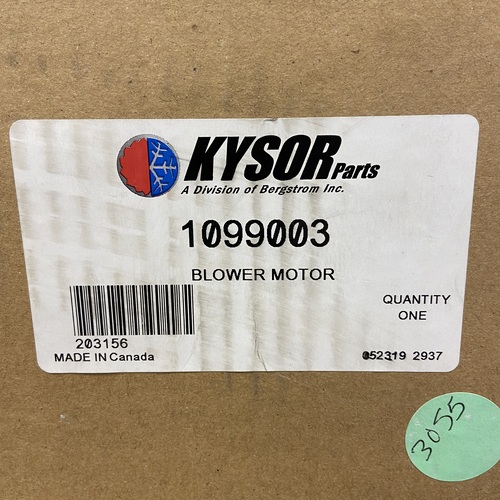 KYSOR Parts
A Division of Bergstrom Inc.
1099003
BLOWER MOTOR
QUANTITY
ONE
203156
MADE IN Canada
052319 2937
3055